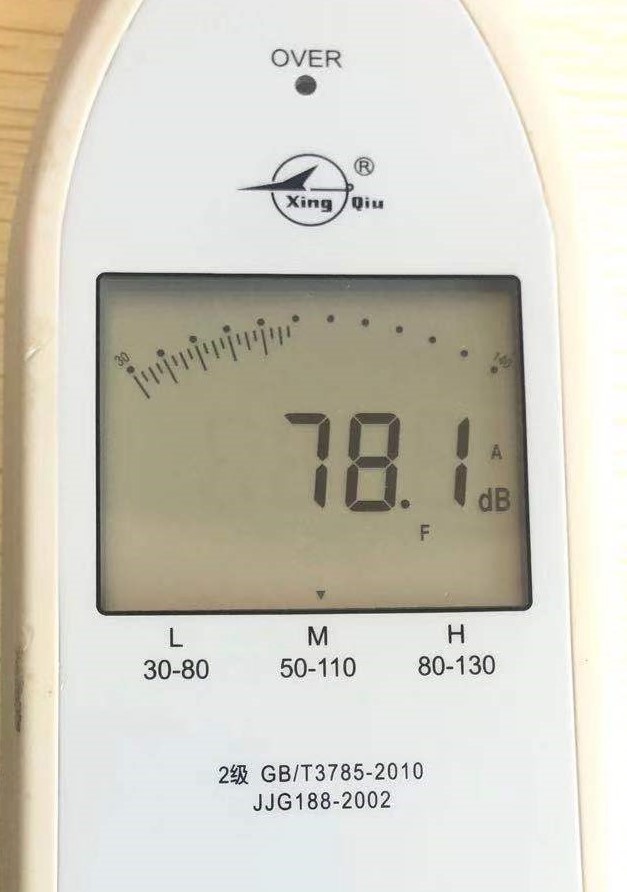 OVER
®
Xing Qiu
30 140
78.1 A
dB
F
L M H
30-80 50-110 80-130
2级 GB/T3785-2010
JJG188-2002